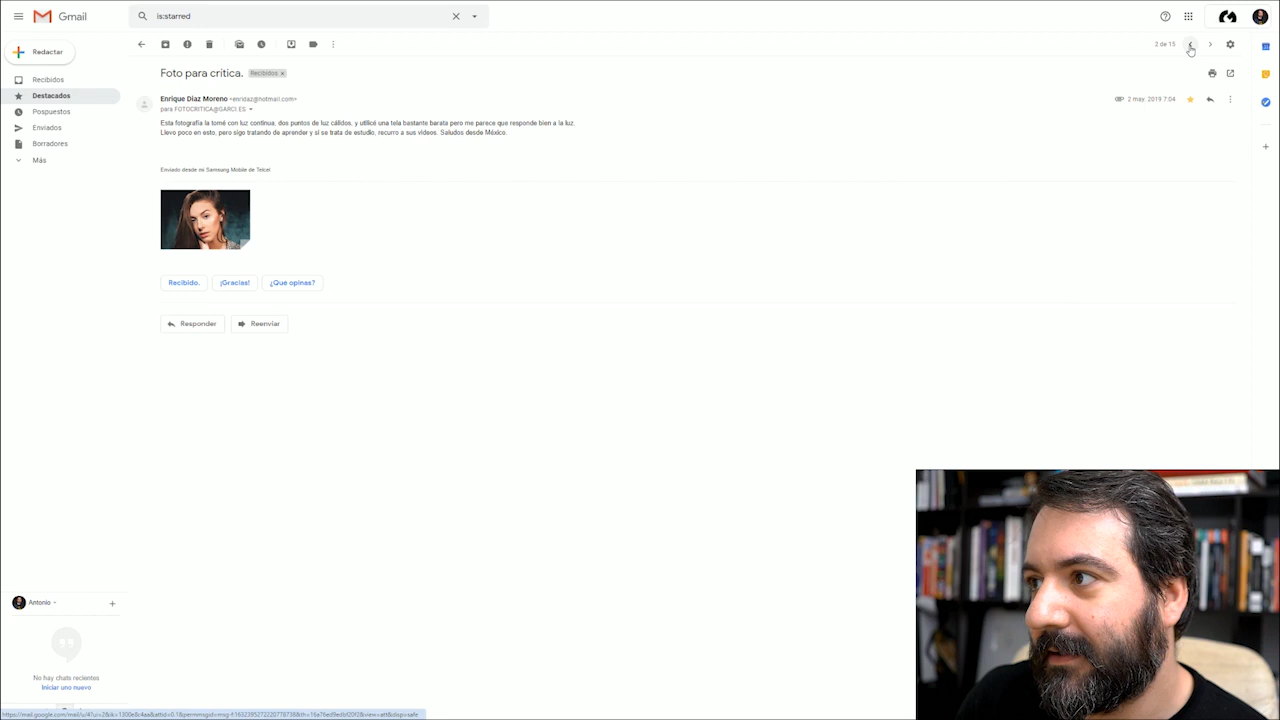 Gmail
is:starred
2 de 15
Redactar
Recibidos
Destacados
Pospuestos
Enviados
Borradores
Más
Foto para critica. Recibidos x
Enrique Díaz Moreno <enridaz@hotmail.com>
2 may. 2019 7:04
para FOTOCRITICA@GARCI.ES
Esta fotografía la tomé con luz continua, dos puntos de luz cálidos, y utilicé una tela bastante barata pero me parece que responde bien a la luz.
Llevo poco en esto, pero sigo tratando de aprender y si se trata de estudio, recurro a sus videos. Saludos desde México.
Enviado desde mi Samsung Mobile de Telcel
Recibido.
¡Gracias!
¿Que opinas?
Responder
Reenviar
Antonio
No hay chats recientes
Iniciar uno nuevo